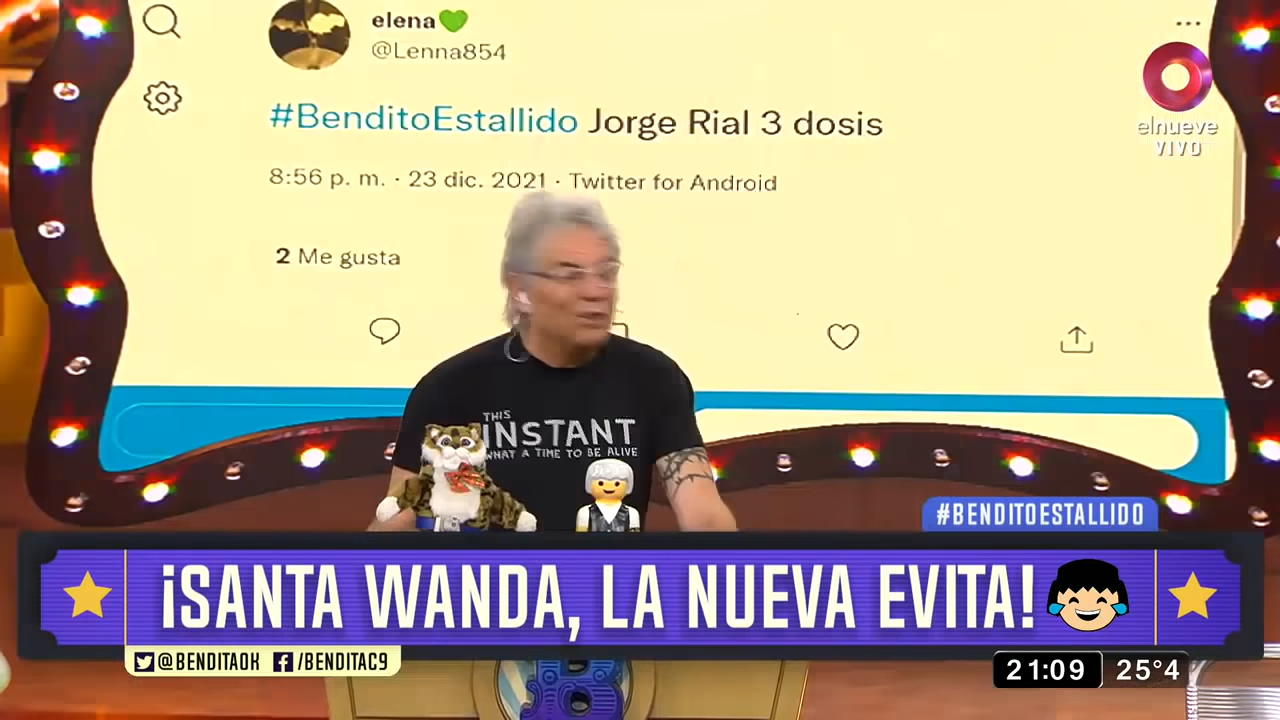 elena
@Lenna854
#BenditoEstallido Jorge Rial 3 dosis
8:56 p. m. · 23 dic. 2021 · Twitter for Android
2 Me gusta
elnueve
VIVO
THIS
INSTANT
WHAT A TIME TO BE ALIVE
#BENDITOESTALLIDO
¡SANTA WANDA, LA NUEVA EVITA!
@BENDITAOK /BENDITAC9
21:09 25°4
B